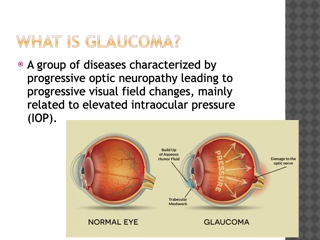 WHAT IS GLAUCOMA?
A group of diseases characterized by
progressive optic neuropathy leading to
progressive visual field changes, mainly
related to elevated intraocular pressure
(IOP).
Build Up
of Aqueous
Humor Fluid
PRESSURE
Damage to the
optic nerve
Trabecular
Meshwork
NORMAL EYE
GLAUCOMA